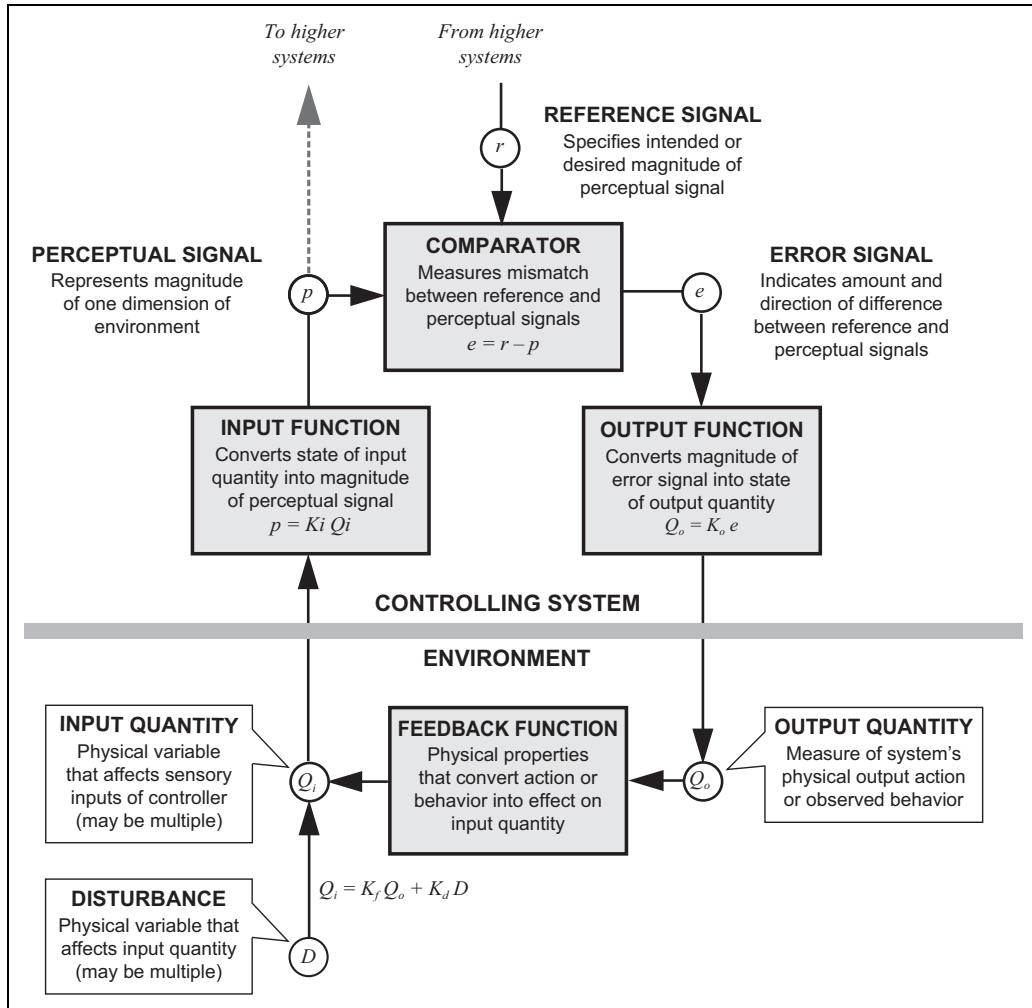 To higher
systems
From higher
systems
REFERENCE SIGNAL
Specifies intended or
desired magnitude of
perceptual signal
r
PERCEPTUAL SIGNAL
Represents magnitude
of one dimension of
environment
p
COMPARATOR
Measures mismatch
between reference and
perceptual signals
e = r – p
e
ERROR SIGNAL
Indicates amount and
direction of difference
between reference and
perceptual signals
INPUT FUNCTION
Converts state of input
quantity into magnitude
of perceptual signal
p = Ki Qi
OUTPUT FUNCTION
Converts magnitude of
error signal into state
of output quantity
Qₒ = Kₒ e
CONTROLLING SYSTEM
ENVIRONMENT
INPUT QUANTITY
Physical variable
that affects sensory
inputs of controller
(may be multiple)
Qᵢ
FEEDBACK FUNCTION
Physical properties
that convert action or
behavior into effect on
input quantity
Qₒ
OUTPUT QUANTITY
Measure of system’s
physical output action
or observed behavior
Q_i = K_f Q_o + K_d D
DISTURBANCE
Physical variable that
affects input quantity
(may be multiple)
D